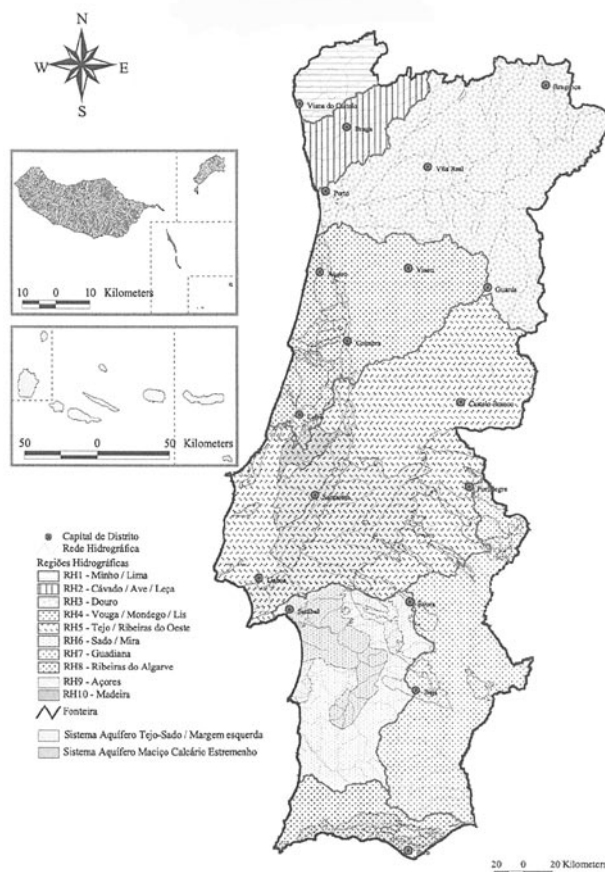 N
W E
S
Viana do Castelo
Bragança
Braga
Vila Real
Porto
Aveiro
Viseu
Guarda
Coimbra
Castelo Branco
Leiria
Santarém
Portalegre
Lisboa
Setúbal
Évora
Beja
10 0 10 Kilometers
50 0 50
Kilometers
Capital de Distrito
Rede Hidrográfica
Regiões Hidrográficas
RH1 - Minho / Lima
RH2 - Cávado / Ave / Leça
RH3 - Douro
RH4 - Vouga / Mondego / Lis
RH5 - Tejo / Ribeiras do Oeste
RH6 - Sado / Mira
RH7 - Guadiana
RH8 - Ribeiras do Algarve
RH9 - Açores
RH10 - Madeira
Fonteira
Sistema Aquífero Tejo-Sado / Margem esquerda
Sistema Aquífero Maciço Calcário Estremenho
20 0 20 Kilometers